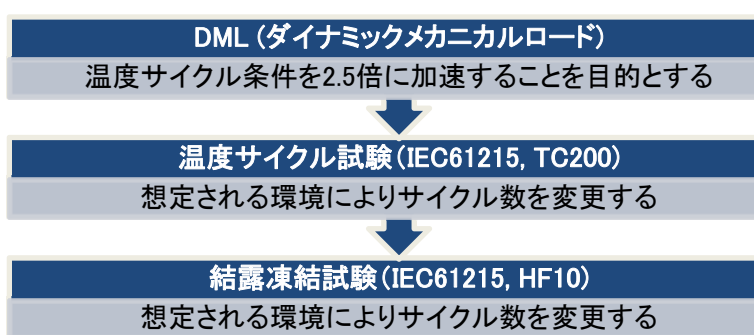 DML (ダイナミックメカニカルロード)
温度サイクル条件を2.5倍に加速することを目的とする
温度サイクル試験(IEC61215, TC200)
想定される環境によりサイクル数を変更する
結露凍結試験(IEC61215, HF10)
想定される環境によりサイクル数を変更する